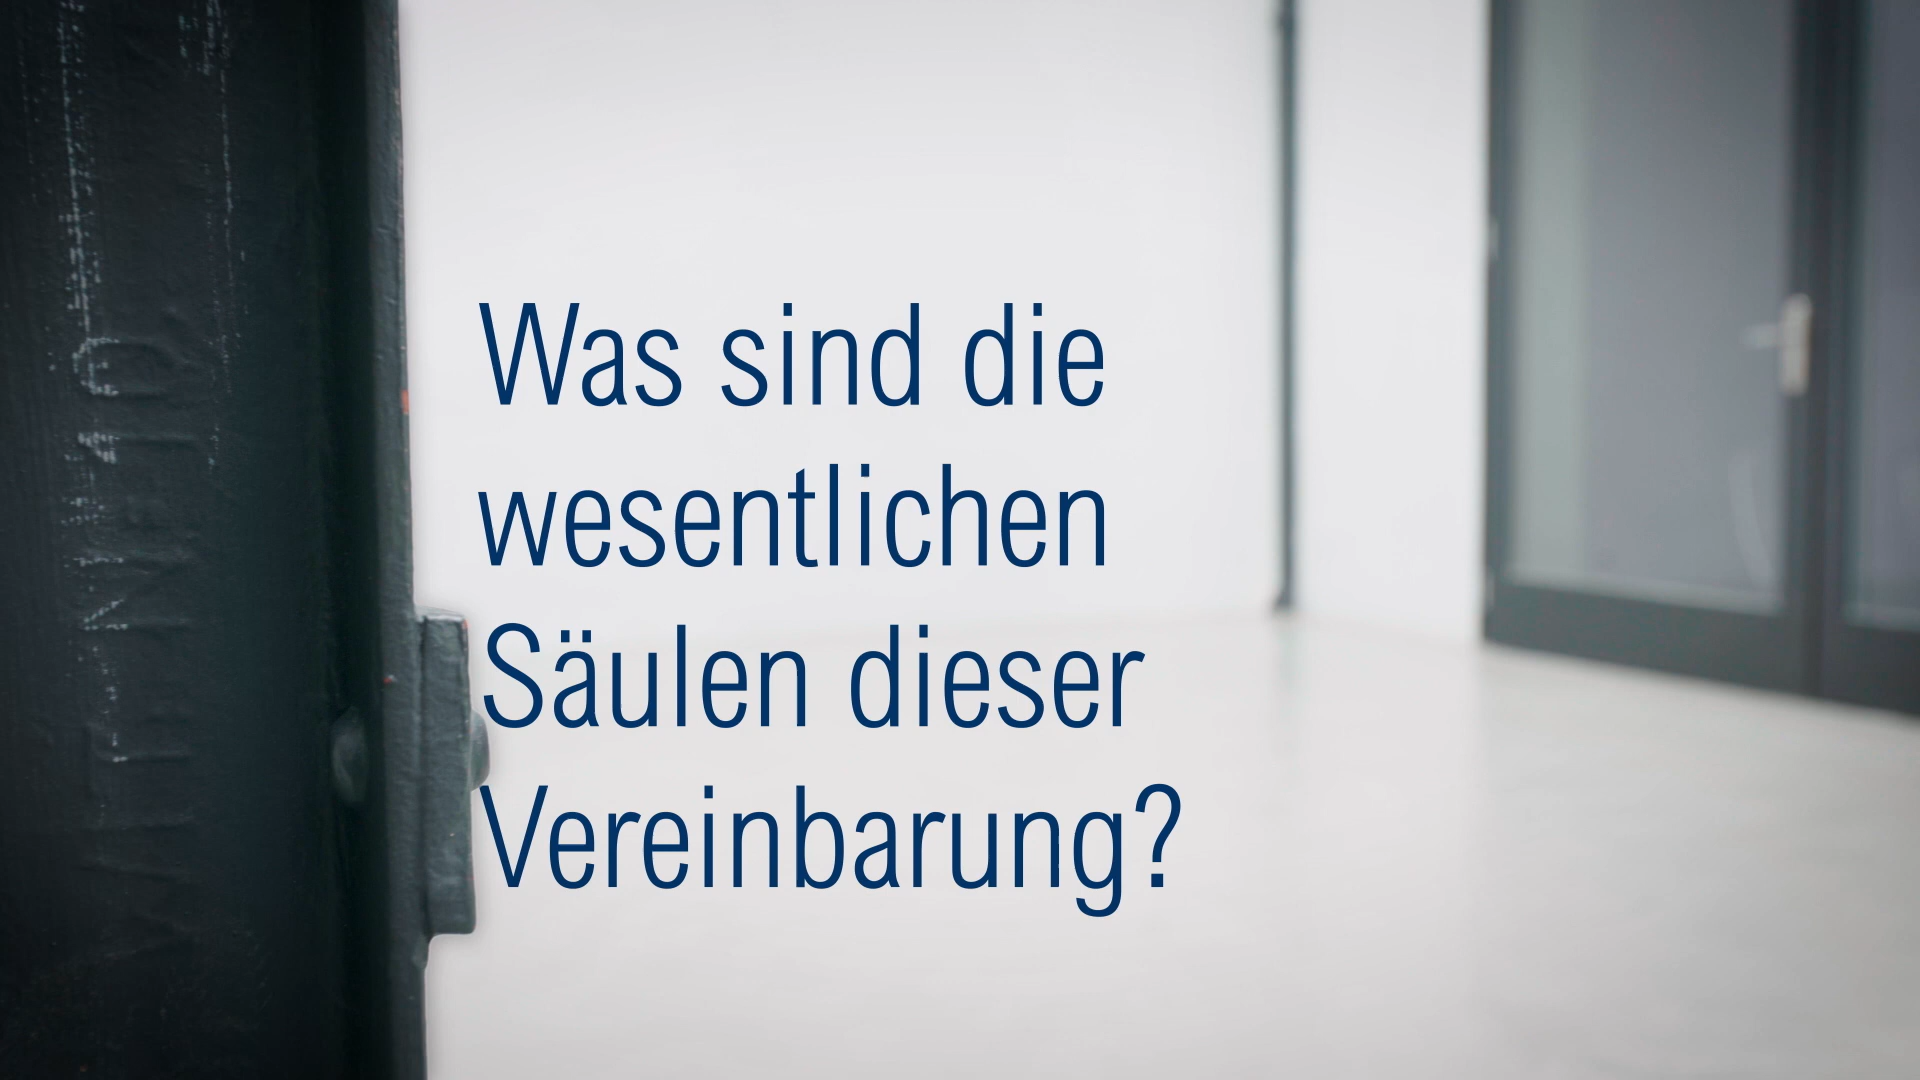 Was sind die
wesentlichen
Säulen dieser
Vereinbarung?